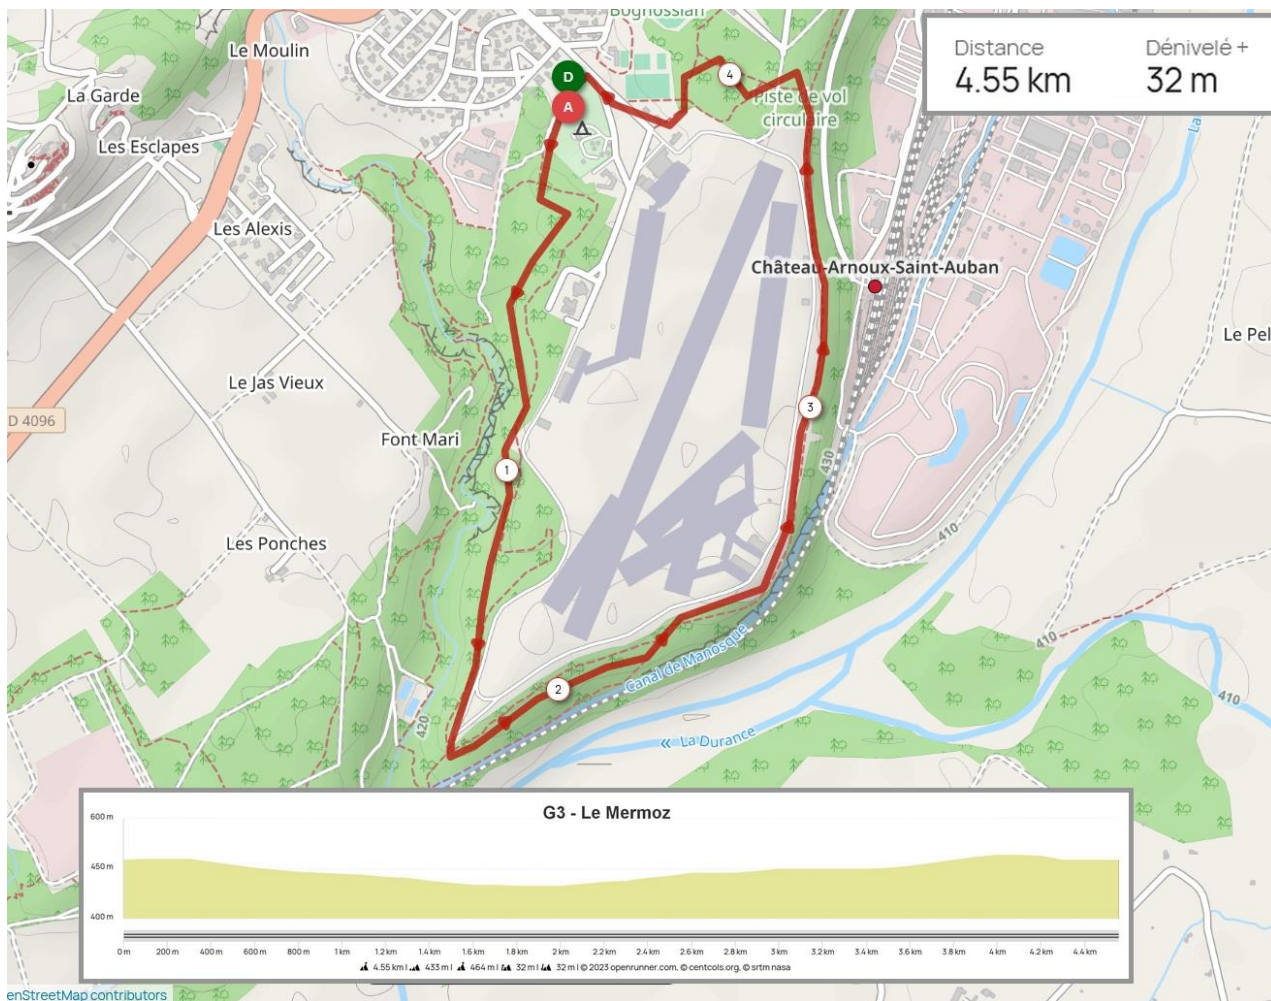 Boghossian
Le Moulin
D
4
Distance
Dénivelé +
4.55 km
32 m
La Garde
A
Piste de vol
circulaire
La
Les Esclapes
Les Alexis
Château-Arnoux-Saint-Auban
Le Pel
Le Jas Vieux
D 4096
3
Font Mari
430
1
Les Ponches
410
410
Canal de Manosque
2
410
420
« La Durance
G3 - Le Mermoz
600 m
450 m
400 m
0 m 200 m 400 m 600 m 800 m 1 km 1.2 km 1.4 km 1.6 km 1.8 km 2 km 2.2 km 2.4 km 2.6 km 2.8 km 3 km 3.2 km 3.4 km 3.6 km 3.8 km 4 km 4.2 km 4.4 km
4.55 km | 433 m | 464 m | 32 m | 32 m | © 2023 openrunner.com, © centcols.org, © srtm nasa
enStreetMap contributors